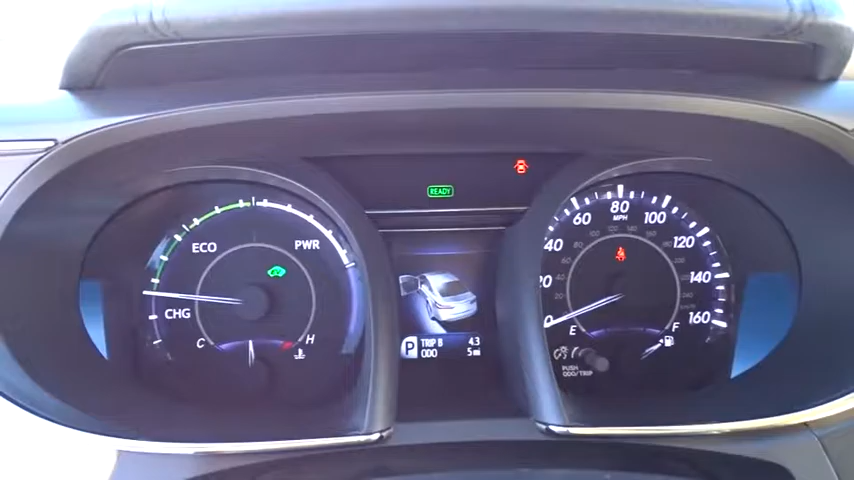 READY
ECO
PWR
CHG
C
H
P
TRIP B 4.3
ODO 5 mi
0
20
40
60
80
100
120
140
160
MPH
E
F
PUSH
ODO/TRIP